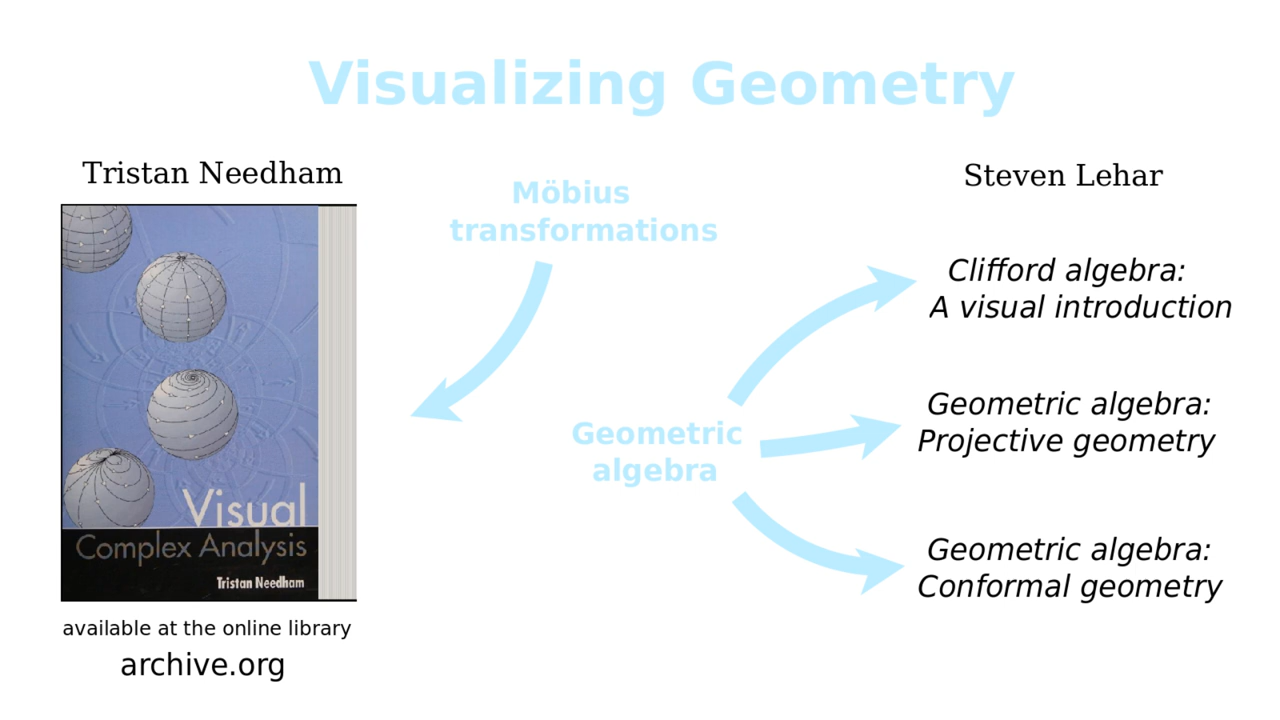 Visualizing Geometry
Tristan Needham
Visual
Complex Analysis
Tristan Needham
available at the online library
archive.org
Möbius
transformations
Geometric
algebra
Steven Lehar
Clifford algebra:
A visual introduction
Geometric algebra:
Projective geometry
Geometric algebra:
Conformal geometry